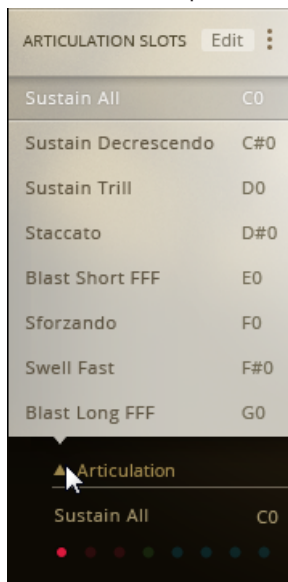 ARTICULATION SLOTS Edit
Sustain All C0
Sustain Decrescendo C#0
Sustain Trill D0
Staccato D#0
Blast Short FFF E0
Sforzando F0
Swell Fast F#0
Blast Long FFF G0
Articulation
Sustain All C0